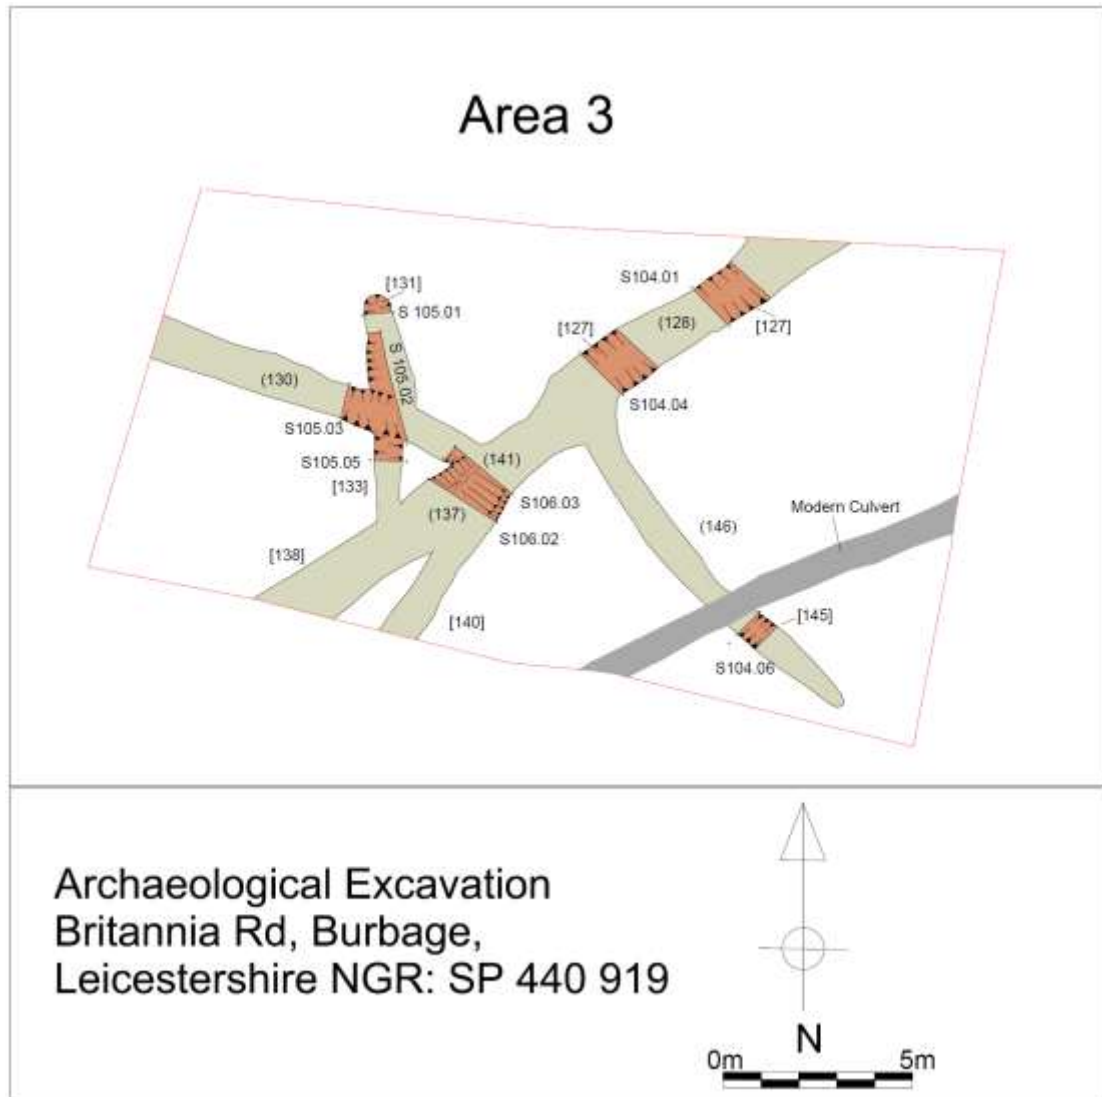 Area 3
[131]
S 105.01
S104.01
[127]
(128)
[127]
S 105.02
(130)
S104.04
S105.03
S105.05
(141)
[133]
S106.03
(137)
S106.02
Modern Culvert
(146)
[138]
[140]
[145]
S104.06
Archaeological Excavation
Britannia Rd, Burbage,
Leicestershire NGR: SP 440 919
N
0m 5m